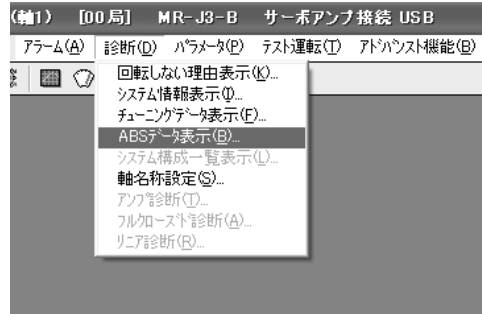 (軸1) [00局] MR-J3-B サーボアンプ接続 USB
アラーム(A) 診断(D) パラメータ(P) テスト運転(T) アドバンスト機能(B)
回転しない理由表示(K)...
システム情報表示(I)...
チューニングデータ表示(F)...
ABSデータ表示(B)...
システム構成一覧表示(L)...
軸名称設定(S)...
アンプ診断(T)...
フルクローズド診断(A)...
リニア診断(R)...